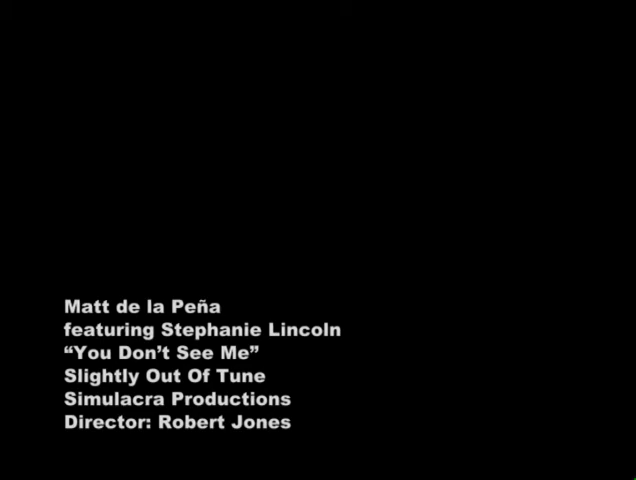 Matt de la Peña
featuring Stephanie Lincoln
“You Don’t See Me”
Slightly Out Of Tune
Simulacra Productions
Director: Robert Jones